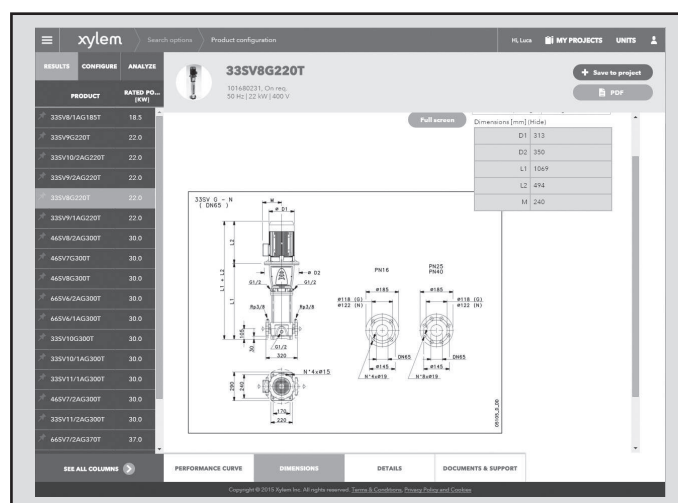 xylem
Search options
Product configuration
Hi, Luca
MY PROJECTS
UNITS
RESULTS
CONFIGURE
ANALYZE
PRODUCT
RATED PO... [KW]
33SV8/1AG185T 18.5
33SV9G220T 22.0
33SV10/2AG220T 22.0
33SV9/2AG220T 22.0
33SV8G220T 22.0
33SV9/1AG220T 22.0
46SV8/2AG300T 30.0
46SV7G300T 30.0
46SV8G300T 30.0
66SV6/2AG300T 30.0
66SV6/1AG300T 30.0
33SV10G300T 30.0
33SV10/1AG300T 30.0
33SV11/1AG300T 30.0
46SV7/2AG300T 30.0
33SV11/2AG300T 30.0
66SV7/2AG370T 37.0
SEE ALL COLUMNS
33SV8G220T
101680231, On req.
50 Hz | 22 kW | 400 V
+ Save to project
PDF
Full screen
Dimensions [mm] (Hide)
D1 313
D2 350
L1 1069
L2 494
M 240
33SV G - N
( DN65 )
M
ø D1
L2
L1 + L2
L1
ø D2
G1/2
G1/2
Rp3/8
Rp3/8
105
30
G1/2
320
N°4xø15
290
240
170
220
PN16
ø185
ø118 (G)
ø122 (N)
DN65
ø145
N°4xø19
PN25
PN40
ø185
ø118 (G)
ø122 (N)
DN65
ø145
N°8xø19
PERFORMANCE CURVE
DIMENSIONS
DETAILS
DOCUMENTS & SUPPORT
Copyright © 2015 Xylem Inc. All rights reserved. Terms & Conditions, Privacy Policy and Cookies